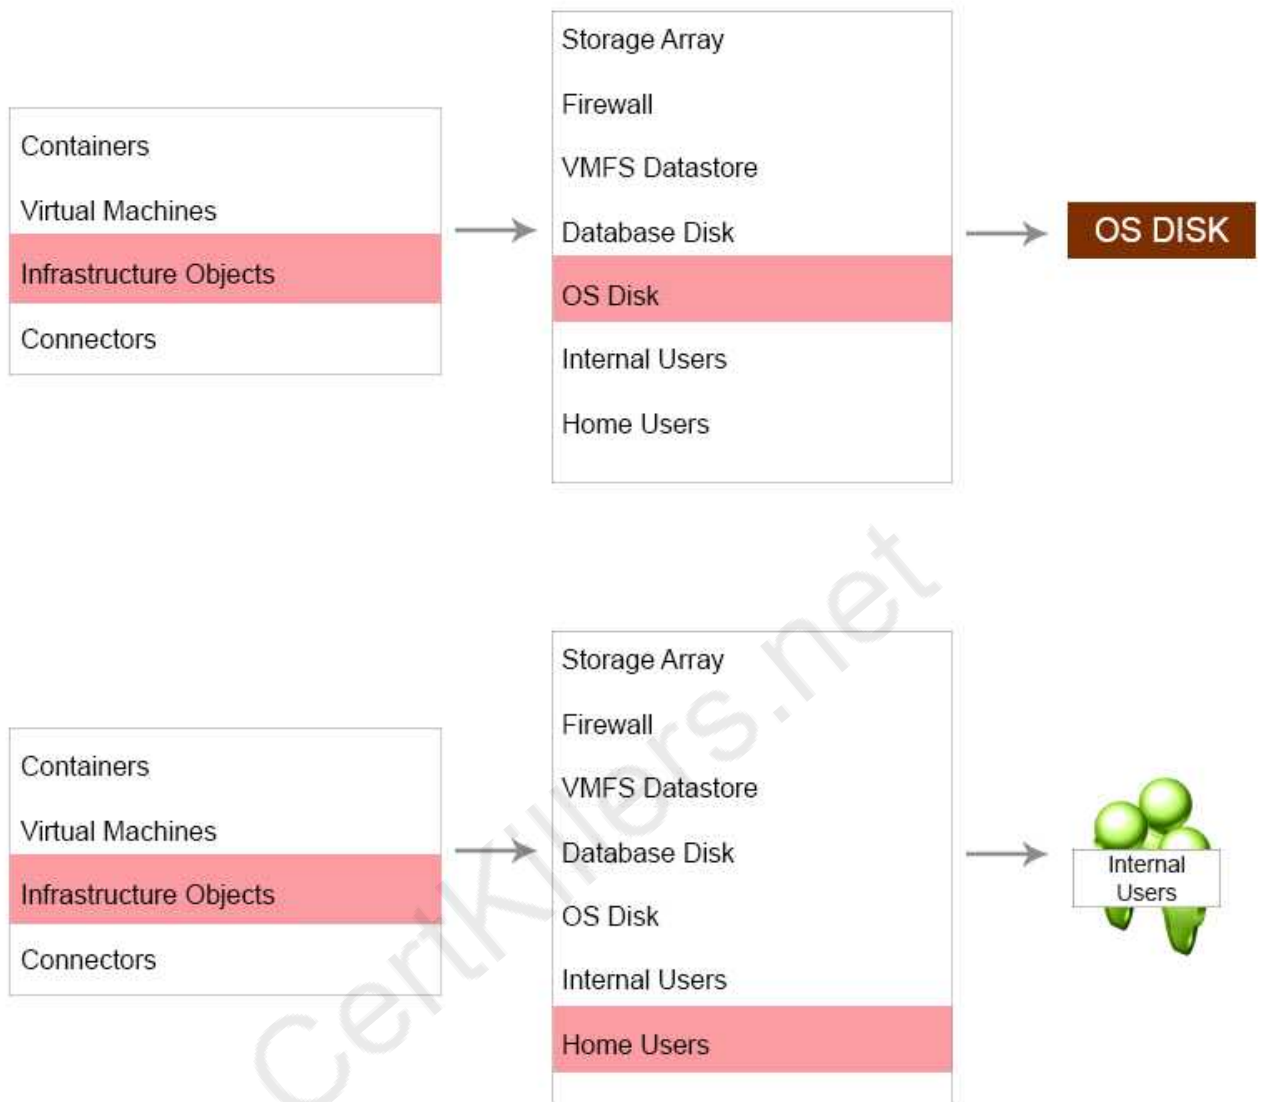 Containers
Virtual Machines
Infrastructure Objects
Connectors
Storage Array
Firewall
VMFS Datastore
Database Disk
OS Disk
Internal Users
Home Users
OS DISK
Containers
Virtual Machines
Infrastructure Objects
Connectors
Storage Array
Firewall
VMFS Datastore
Database Disk
OS Disk
Internal Users
Home Users
Internal
Users
CertKillers.net